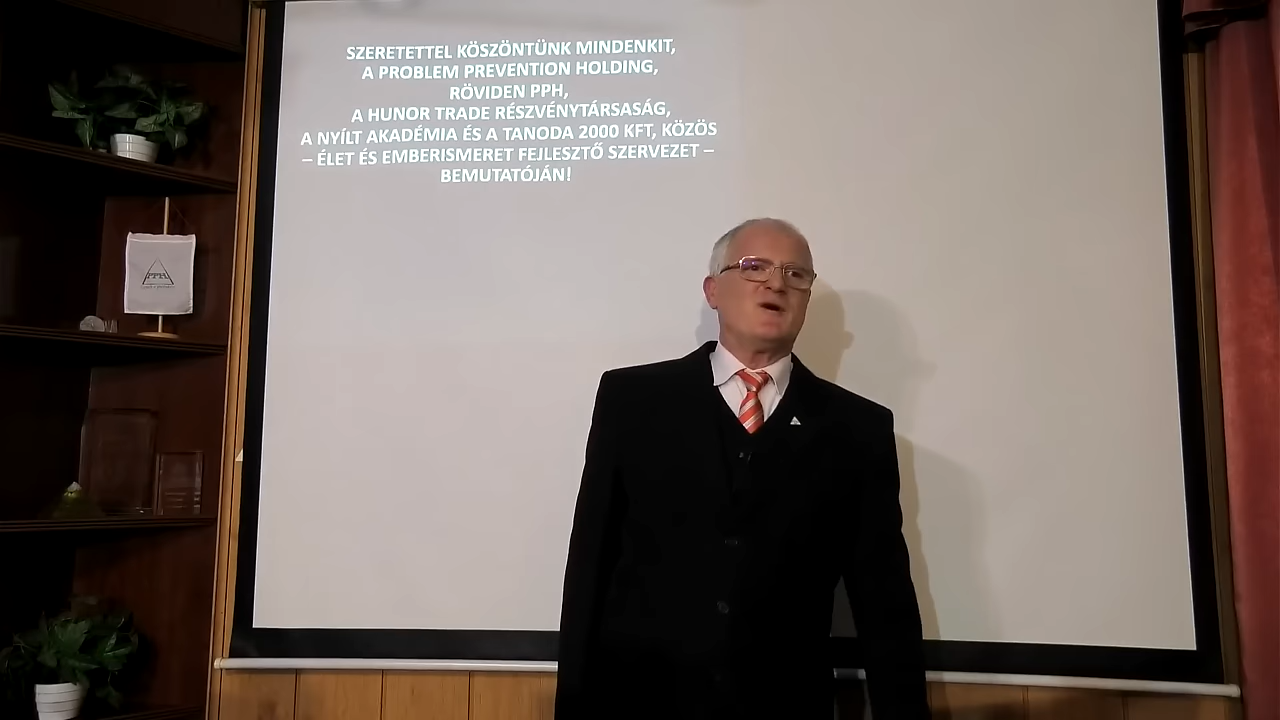 SZERETETTEL KÖSZÖNTÜNK MINDENKIT,
A PROBLEM PREVENTION HOLDING,
RÖVIDEN PPH,
A HUNOR TRADE RÉSZVÉNYTÁRSASÁG,
A NYÍLT AKADÉMIA ÉS A TANODA 2000 KFT, KÖZÖS
– ÉLET ÉS EMBERISMERET FEJLESZTŐ SZERVEZET –
BEMUTATÓJÁN!
PPH